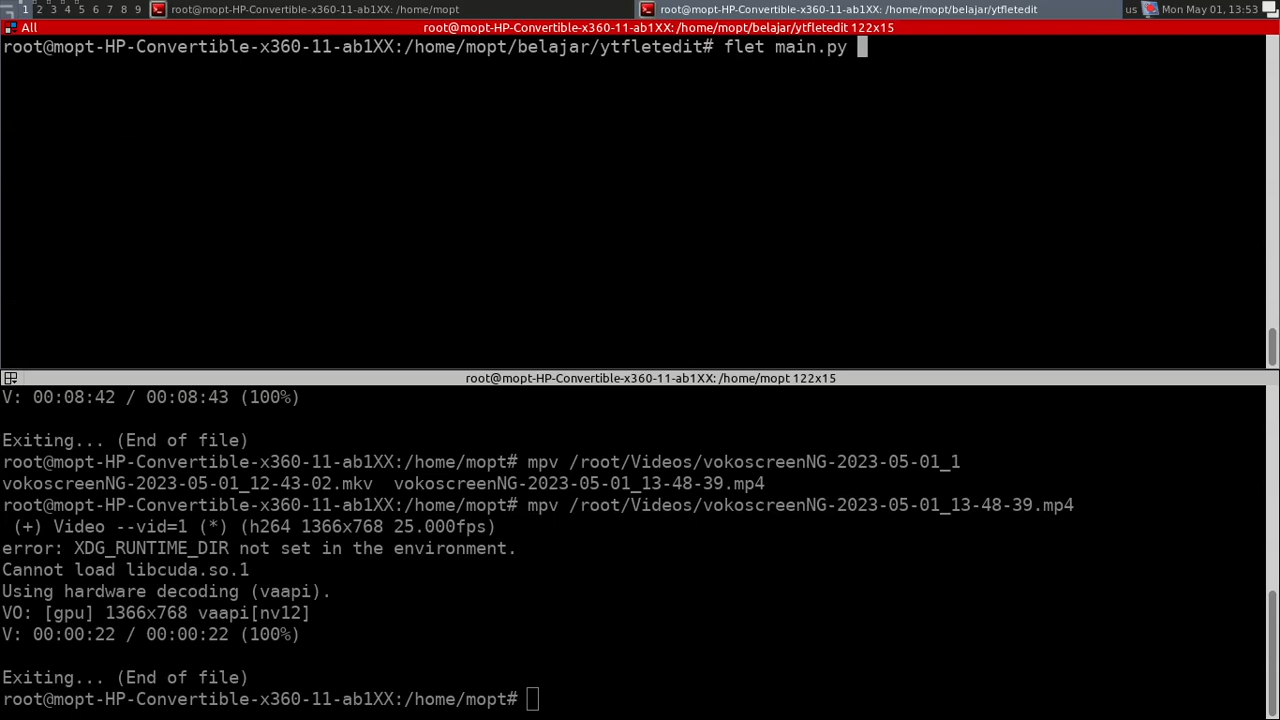 1 2 3 4 5 6 7 8 9 root@mopt-HP-Convertible-x360-11-ab1XX: /home/mopt root@mopt-HP-Convertible-x360-11-ab1XX: /home/mopt/belajar/ytfletedit us Mon May 01, 13:53
All root@mopt-HP-Convertible-x360-11-ab1XX: /home/mopt/belajar/ytfletedit 122x15
root@mopt-HP-Convertible-x360-11-ab1XX:/home/mopt/belajar/ytfletedit# flet main.py
root@mopt-HP-Convertible-x360-11-ab1XX: /home/mopt 122x15
V: 00:08:42 / 00:08:43 (100%)
Exiting... (End of file)
root@mopt-HP-Convertible-x360-11-ab1XX:/home/mopt# mpv /root/Videos/vokoscreenNG-2023-05-01_1
vokoscreenNG-2023-05-01_12-43-02.mkv  vokoscreenNG-2023-05-01_13-48-39.mp4
root@mopt-HP-Convertible-x360-11-ab1XX:/home/mopt# mpv /root/Videos/vokoscreenNG-2023-05-01_13-48-39.mp4
(+) Video --vid=1 (*) (h264 1366x768 25.000fps)
error: XDG_RUNTIME_DIR not set in the environment.
Cannot load libcuda.so.1
Using hardware decoding (vaapi).
VO: [gpu] 1366x768 vaapi[nv12]
V: 00:00:22 / 00:00:22 (100%)
Exiting... (End of file)
root@mopt-HP-Convertible-x360-11-ab1XX:/home/mopt#